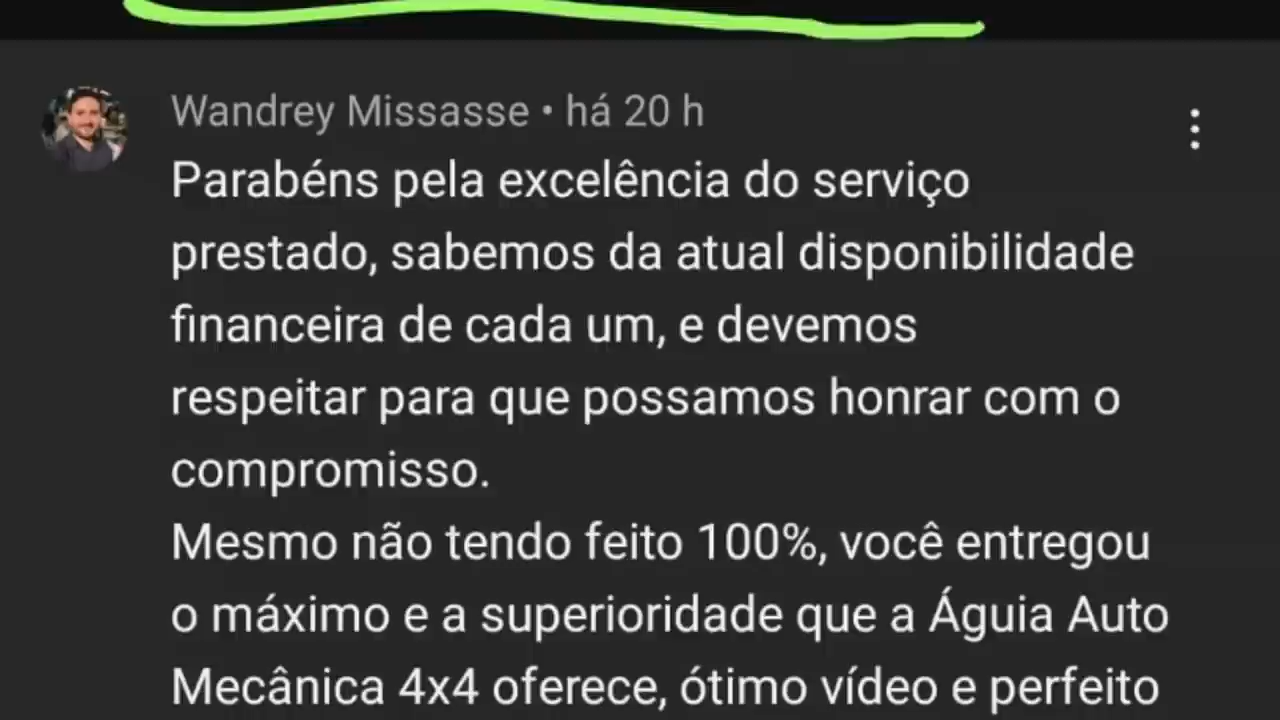 Wandrey Missasse • há 20 h
Parabéns pela excelência do serviço
prestado, sabemos da atual disponibilidade
financeira de cada um, e devemos
respeitar para que possamos honrar com o
compromisso.
Mesmo não tendo feito 100%, você entregou
o máximo e a superioridade que a Águia Auto
Mecânica 4x4 oferece, ótimo vídeo e perfeito